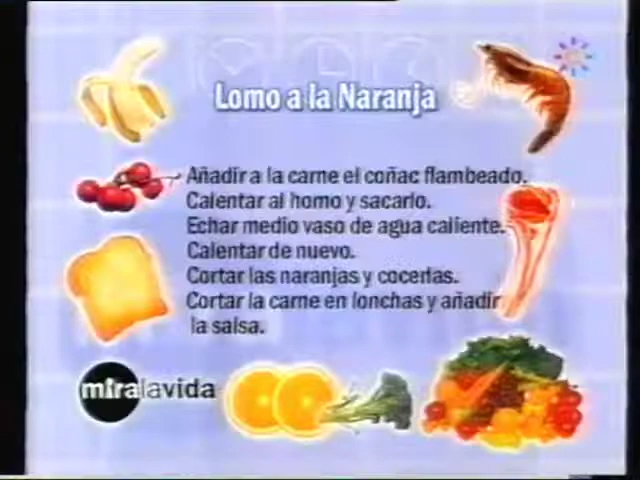 Lomo a la Naranja
Añadir a la carne el coñac flambeado.
Calentar al horno y sacarlo.
Echar medio vaso de agua caliente.
Calentar de nuevo.
Cortar las naranjas y cocerlas.
Cortar la carne en lonchas y añadir
la salsa.
miralavida